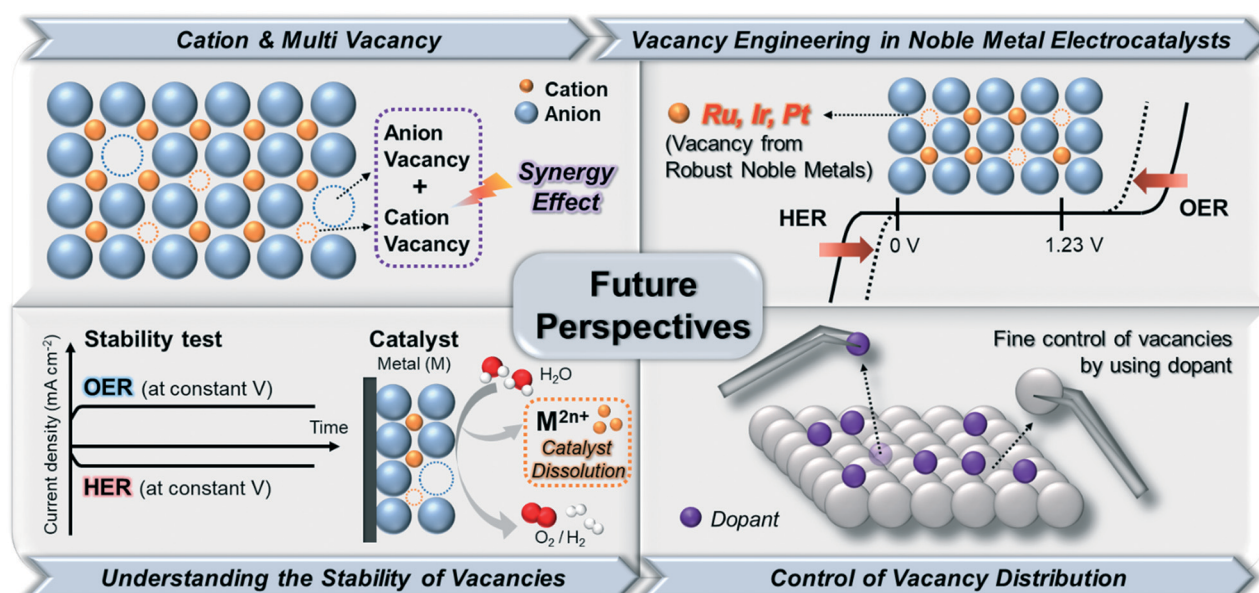 Cation & Multi Vacancy
Vacancy Engineering in Noble Metal Electrocatalysts
Cation
Anion
Anion
Vacancy
+
Cation
Vacancy
Synergy
Effect
Ru, Ir, Pt
(Vacancy from
Robust Noble Metals)
HER
OER
0 V
1.23 V
Future
Perspectives
Stability test
OER (at constant V)
Time
HER (at constant V)
Current density (mA cm⁻²)
Catalyst
Metal (M)
H₂O
M²ⁿ⁺
Catalyst
Dissolution
O₂ / H₂
Fine control of vacancies
by using dopant
Dopant
Understanding the Stability of Vacancies
Control of Vacancy Distribution